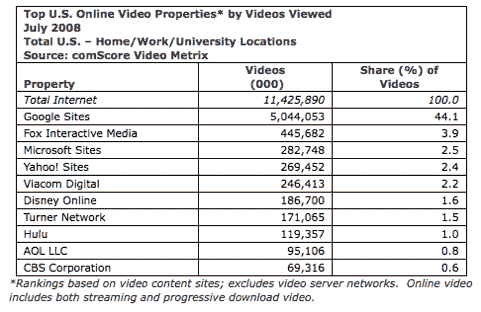 Top U.S. Online Video Properties* by Videos Viewed
July 2008
Total U.S. – Home/Work/University Locations
Source: comScore Video Metrix
Property Videos (000) Share (%) of Videos
Total Internet 11,425,890 100.0
Google Sites 5,044,053 44.1
Fox Interactive Media 445,682 3.9
Microsoft Sites 282,748 2.5
Yahoo! Sites 269,452 2.4
Viacom Digital 246,413 2.2
Disney Online 186,700 1.6
Turner Network 171,065 1.5
Hulu 119,357 1.0
AOL LLC 95,106 0.8
CBS Corporation 69,316 0.6
*Rankings based on video content sites; excludes video server networks. Online video
includes both streaming and progressive download video.